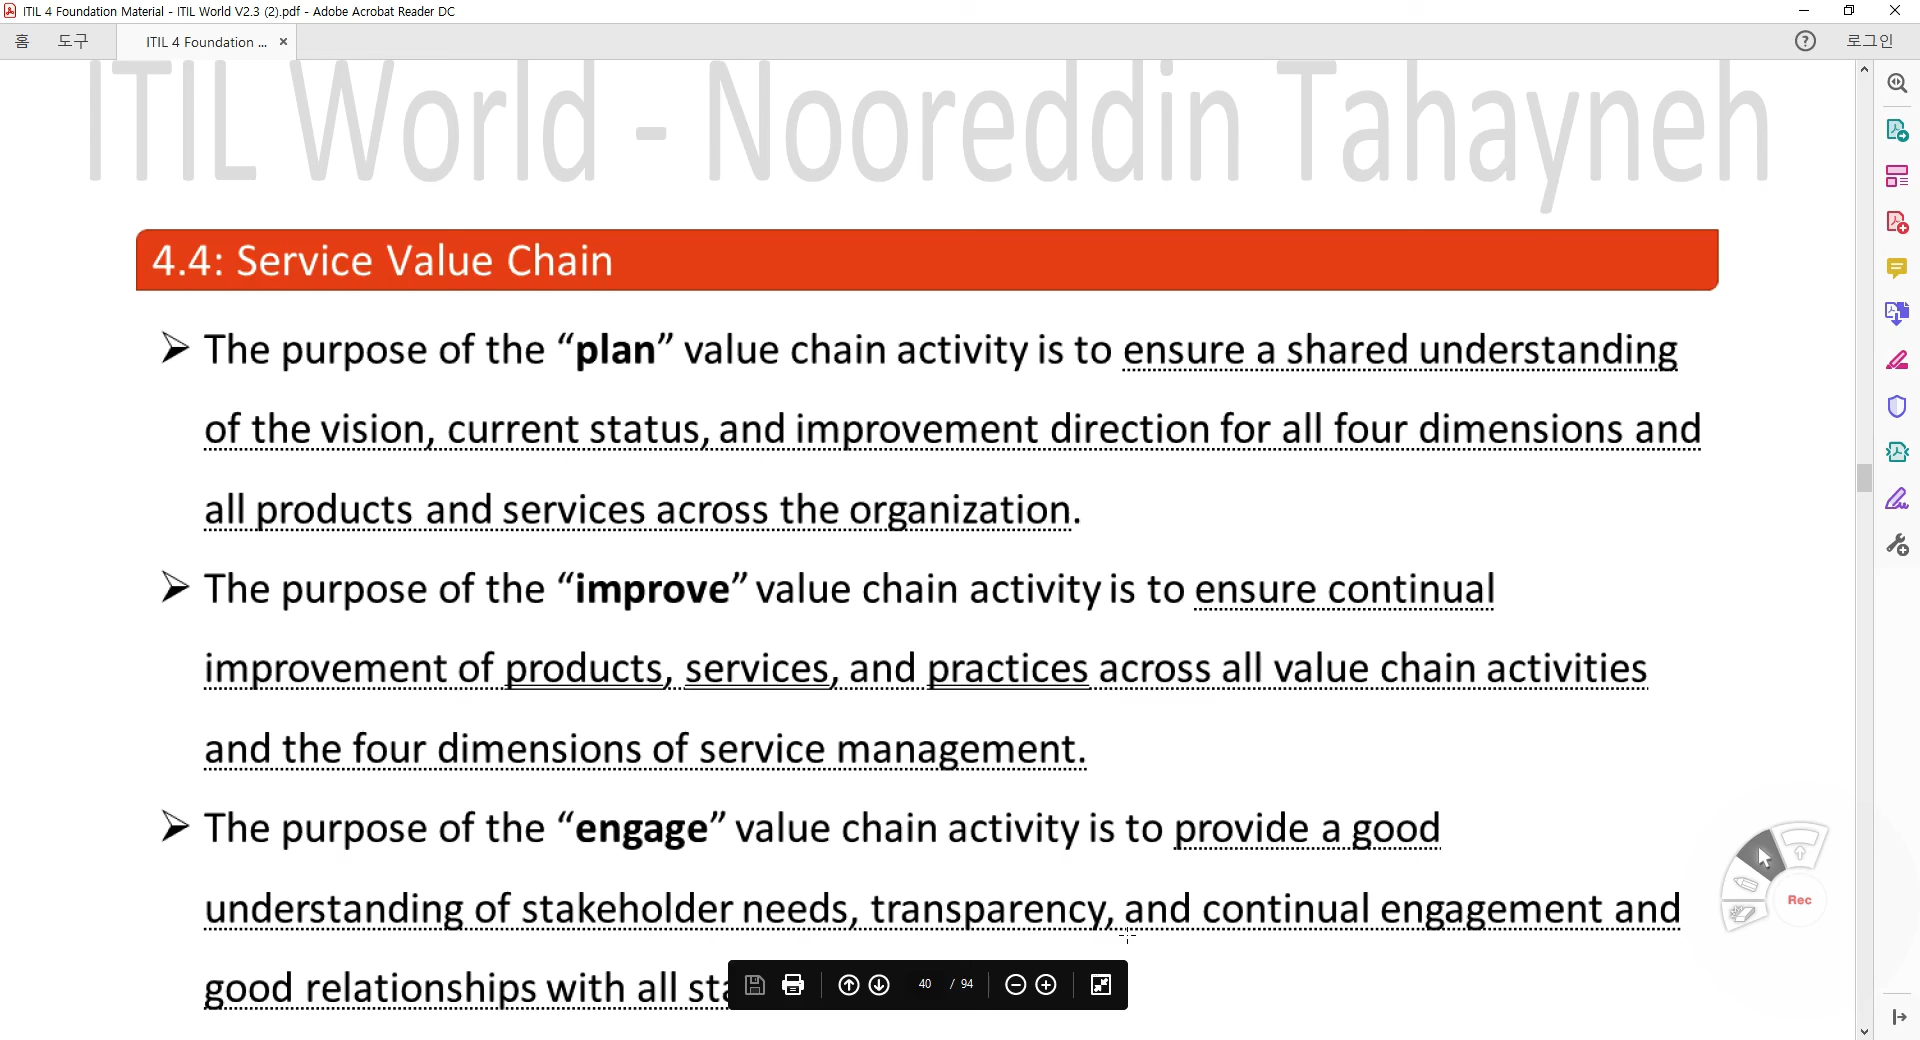 ITIL 4 Foundation Material - ITIL World V2.3 (2).pdf - Adobe Acrobat Reader DC
홈 도구 ITIL 4 Foundation ... × 로그인
ITIL World - Nooreddin Tahayneh
4.4: Service Value Chain
➢ The purpose of the “plan” value chain activity is to ensure a shared understanding
of the vision, current status, and improvement direction for all four dimensions and
all products and services across the organization.
➢ The purpose of the “improve” value chain activity is to ensure continual
improvement of products, services, and practices across all value chain activities
and the four dimensions of service management.
➢ The purpose of the “engage” value chain activity is to provide a good
understanding of stakeholder needs, transparency, and continual engagement and
Rec
good relationships with all sta
40 / 94